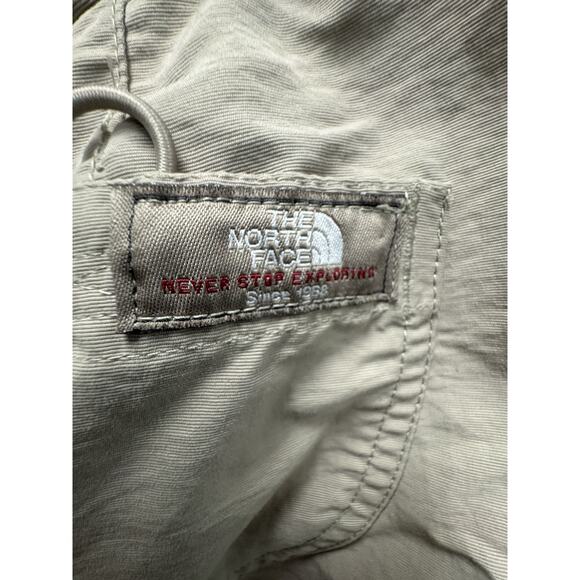 THE
NORTH
FACE
NEVER STOP EXPLORING
Since 1968